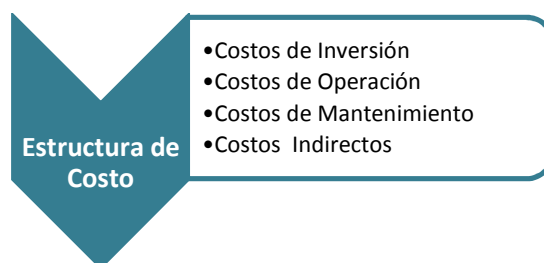 Estructura de
Costo
•Costos de Inversión
•Costos de Operación
•Costos de Mantenimiento
•Costos  Indirectos